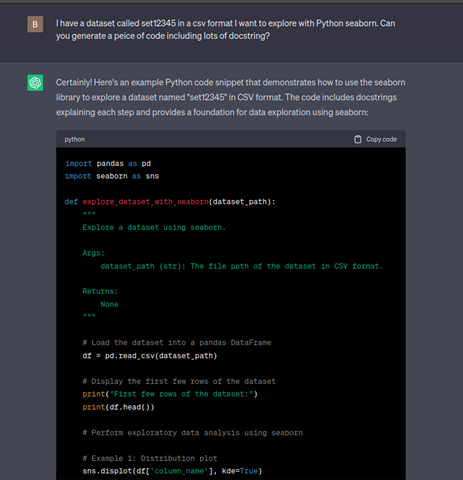 B
I have a dataset called set12345 in a csv format I want to explore with Python seaborn. Can
you generate a peice of code including lots of docstring?
Certainly! Here's an example Python code snippet that demonstrates how to use the seaborn
library to explore a dataset named "set12345" in CSV format. The code includes docstrings
explaining each step and provides a foundation for data exploration using seaborn:
python Copy code
import pandas as pd
import seaborn as sns
def explore_dataset_with_seaborn(dataset_path):
    """
    Explore a dataset using seaborn.
    Args:
        dataset_path (str): The file path of the dataset in CSV format.
    Returns:
        None
    """
    # Load the dataset into a pandas DataFrame
    df = pd.read_csv(dataset_path)
    # Display the first few rows of the dataset
    print("First few rows of the dataset:")
    print(df.head())
    # Perform exploratory data analysis using seaborn
    # Example 1: Distribution plot
    sns.displot(df['column_name'], kde=True)